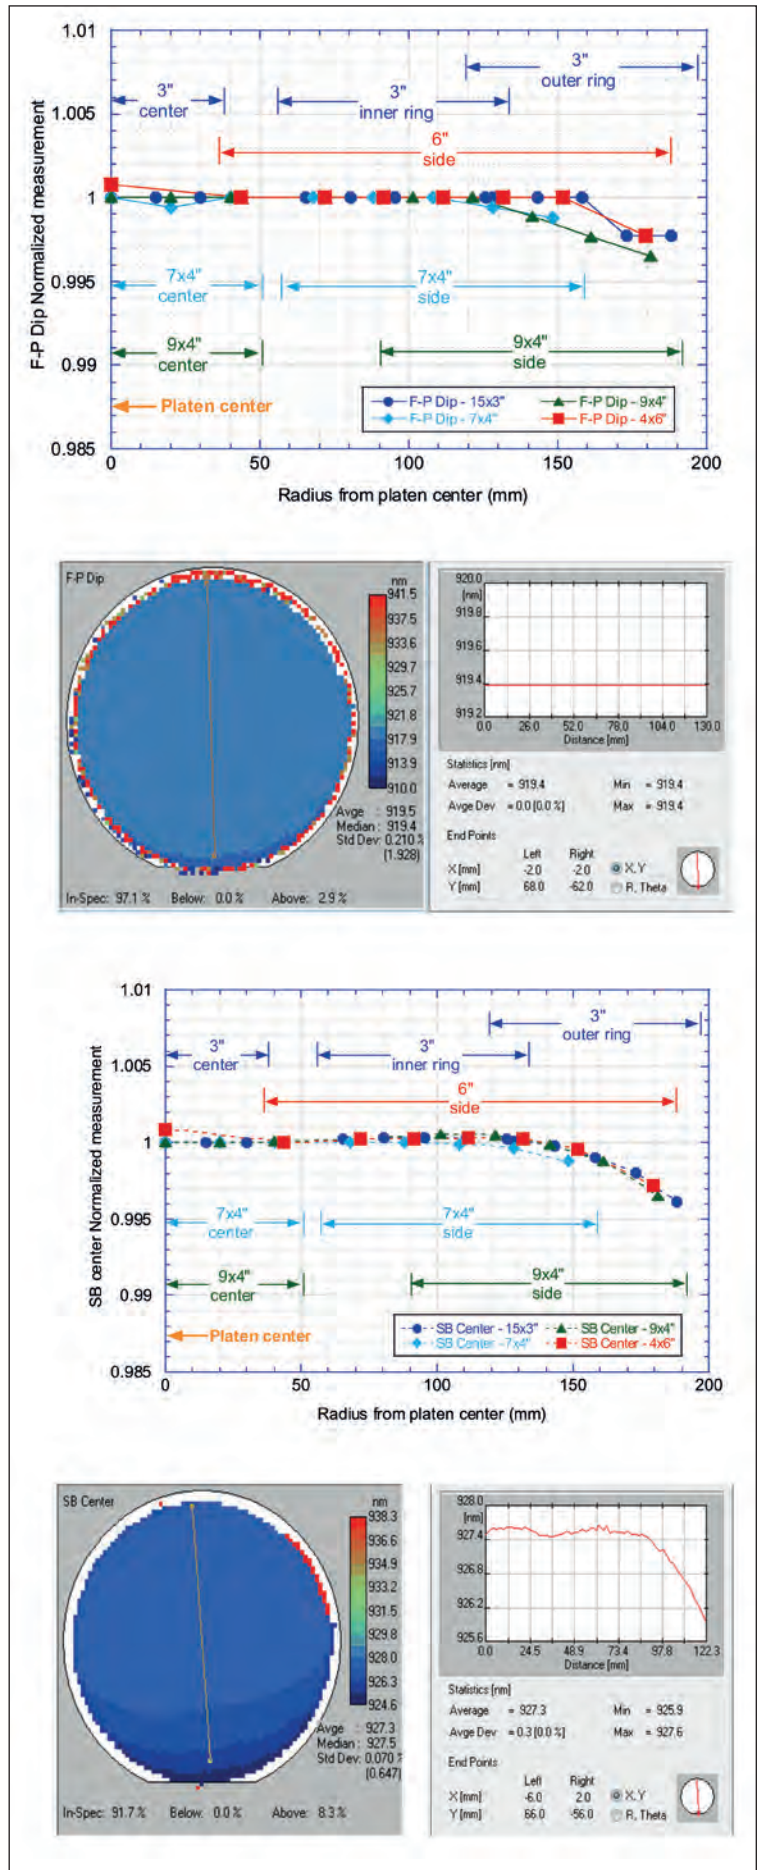 1.01
3"
outer ring
3"
center
3"
inner ring
1.005
6"
side
1
0.995
7x4"
center
7x4"
side
9x4"
center
9x4"
side
0.99
Platen center
F-P Dip - 15x3"
F-P Dip - 9x4"
F-P Dip - 7x4"
F-P Dip - 4x6"
0.985
0 50 100 150 200
Radius from platen center (mm)
F-P Dip Normalized measurement
F-P Dip
nm
941.5
937.5
933.6
929.7
925.7
921.8
917.9
913.9
910.0
Avge : 919.5
Median : 919.4
Std Dev: 0.210 %
(1.928)
In-Spec: 97.1 % Below: 0.0 % Above: 2.9 %
920.0
[nm]
919.8
919.6
919.4
919.2
0.0 26.0 52.0 78.0 104.0 130.0
Distance [mm]
Statistics [nm]
Average = 919.4 Min = 919.4
Avge Dev = 0.0 [0.0 %] Max = 919.4
End Points
Left Right
X [mm] -2.0 -2.0 X, Y
Y [mm] 68.0 -62.0 R, Theta
1.01
3"
outer ring
3"
center
3"
inner ring
1.005
6"
side
1
0.995
7x4"
center
7x4"
side
9x4"
center
9x4"
side
0.99
Platen center
SB Center - 15x3"
SB Center - 9x4"
SB Center - 7x4"
SB Center - 4x6"
0.985
0 50 100 150 200
Radius from platen center (mm)
SB center Normalized measurement
SB Center
nm
938.3
936.6
934.9
933.2
931.5
929.8
928.0
926.3
924.6
Avge : 927.3
Median : 927.5
Std Dev: 0.070 %
(0.647)
In-Spec: 91.7 % Below: 0.0 % Above: 8.3 %
928.0
[nm]
927.4
926.8
926.2
925.6
0.0 24.5 48.9 73.4 97.8 122.3
Distance [mm]
Statistics [nm]
Average = 927.3 Min = 925.9
Avge Dev = 0.3 [0.0 %] Max = 927.6
End Points
Left Right
X [mm] -6.0 2.0 X, Y
Y [mm] 66.0 -56.0 R, Theta